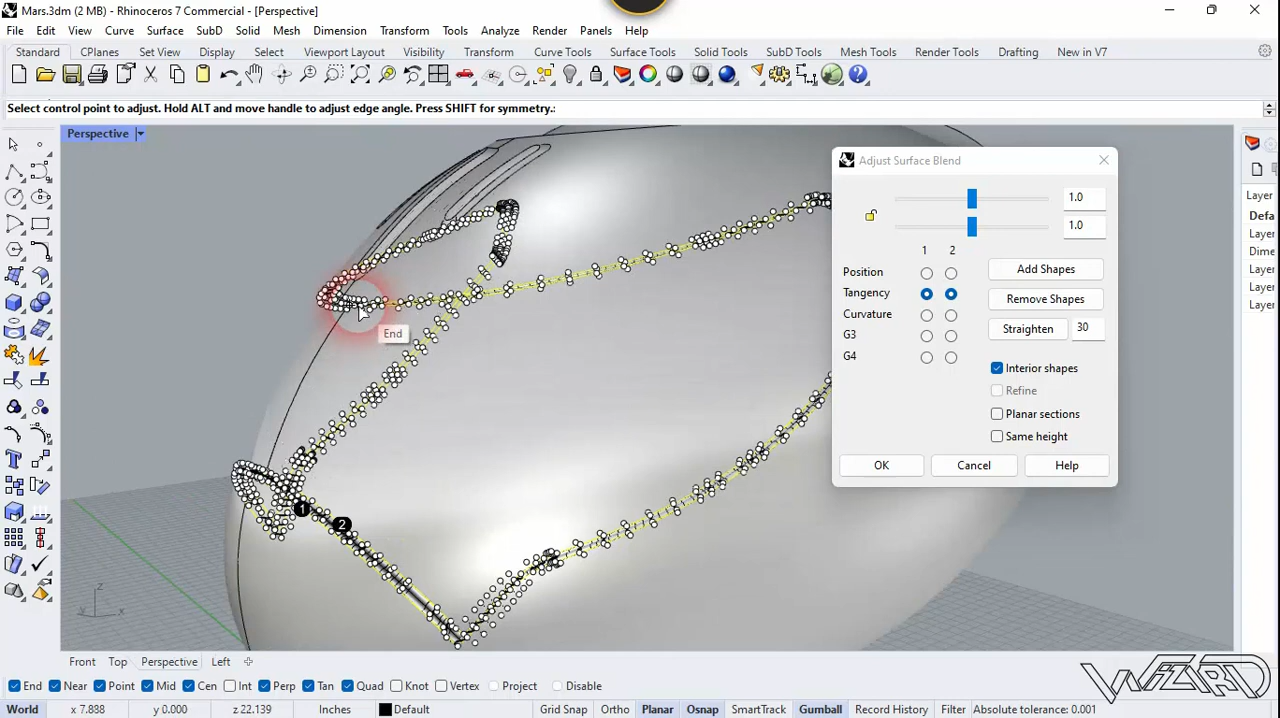 Mars.3dm (2 MB) - Rhinoceros 7 Commercial - [Perspective]
File Edit View Curve Surface SubD Solid Mesh Dimension Transform Tools Analyze Render Panels Help
Standard CPlanes Set View Display Select Viewport Layout Visibility Transform Curve Tools Surface Tools Solid Tools SubD Tools Mesh Tools Render Tools Drafting New in V7
Select control point to adjust. Hold ALT and move handle to adjust edge angle. Press SHIFT for symmetry.:
Perspective
Adjust Surface Blend
1.0
1.0
1 2
Position
Tangency
Curvature
G3
G4
Add Shapes
Remove Shapes
Straighten 30
Interior shapes
Refine
Planar sections
Same height
OK Cancel Help
End
1
2
z
y x
Layer
Defa
Layer
Dime
Layer
Layer
Front Top Perspective Left
End Near Point Mid Cen Int Perp Tan Quad Knot Vertex Project Disable
WIZARD
World x 7.888 y 0.000 z 22.139 Inches Default Grid Snap Ortho Planar Osnap SmartTrack Gumball Record History Filter Absolute tolerance: 0.001